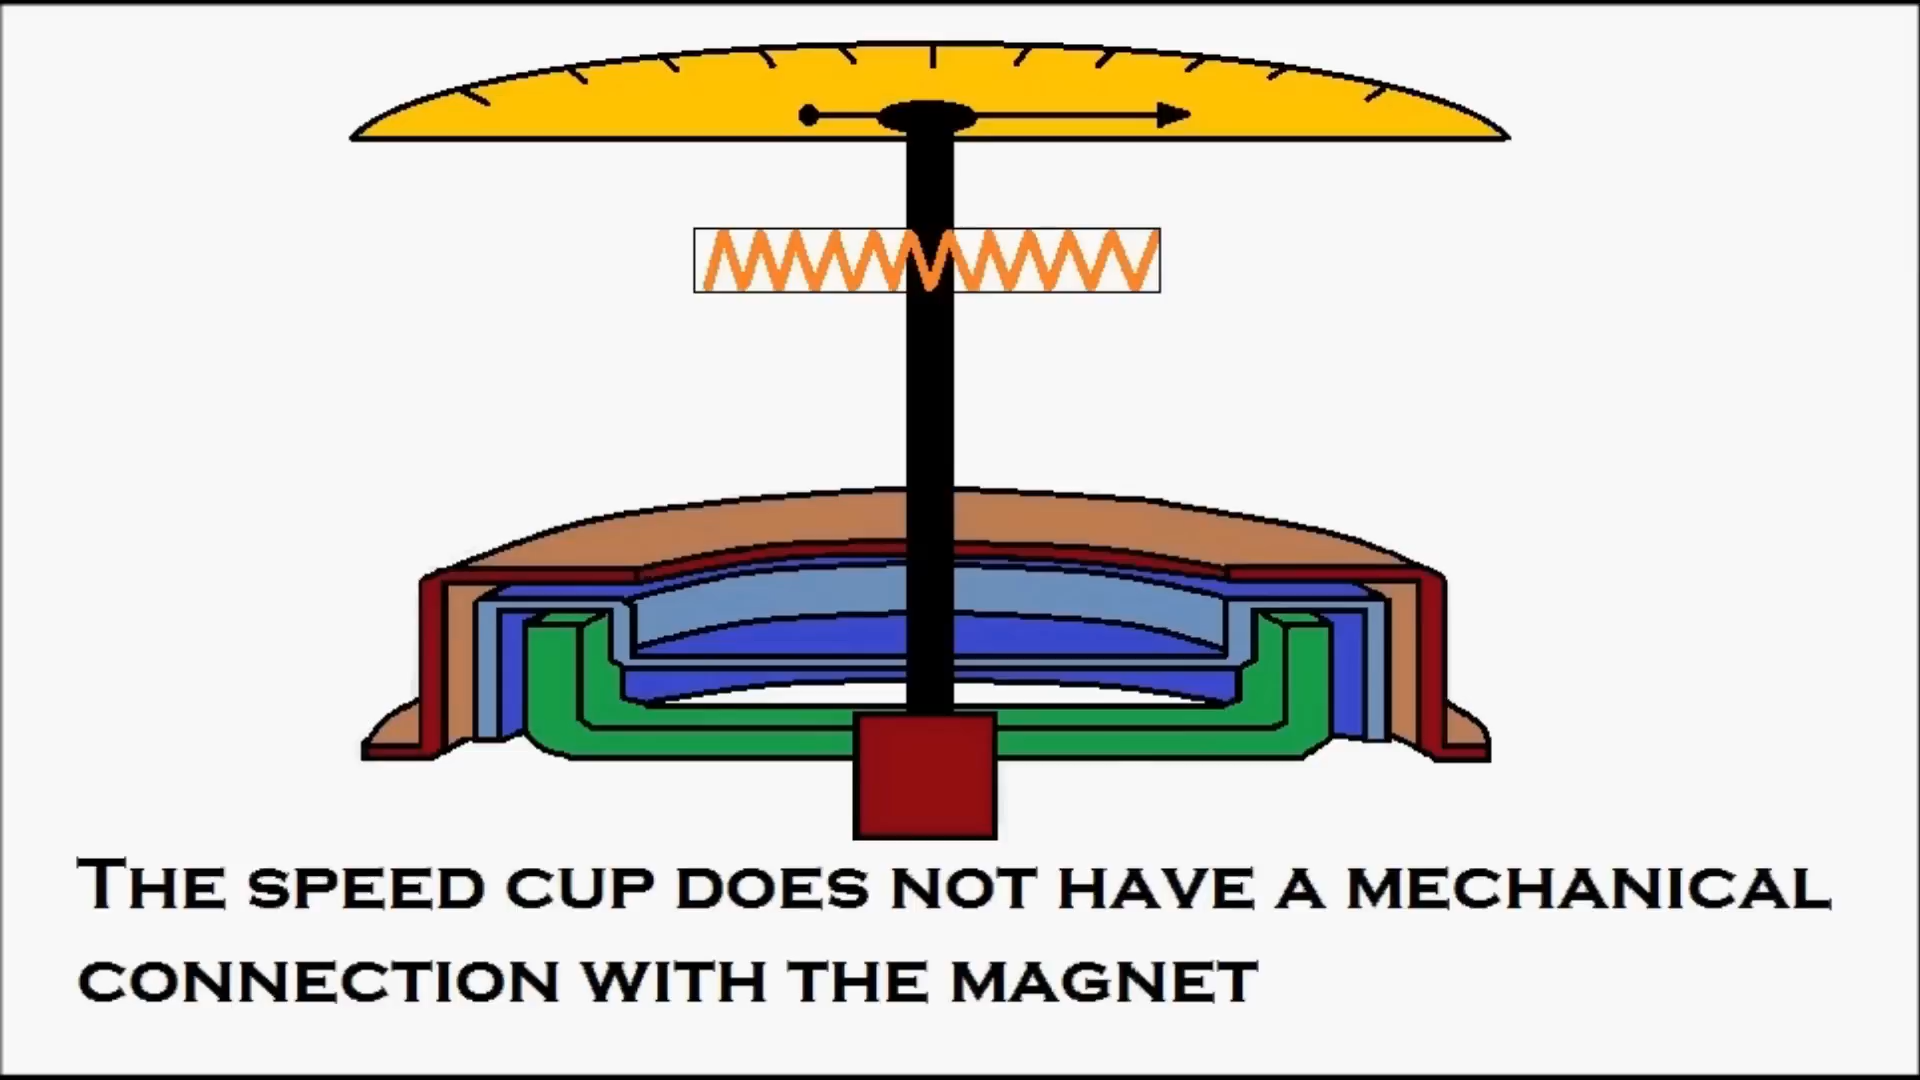 The speed cup does not have a mechanical
connection with the magnet